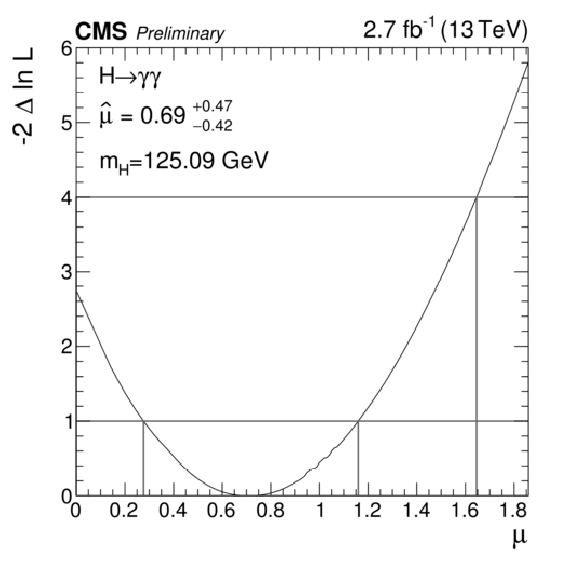 CMS Preliminary 2.7 fb⁻¹ (13 TeV)
-2 Δ ln L
H→γγ
μ̂ = 0.69 +0.47 −0.42
m_H=125.09 GeV
6
5
4
3
2
1
0
0 0.2 0.4 0.6 0.8 1 1.2 1.4 1.6 1.8
μ